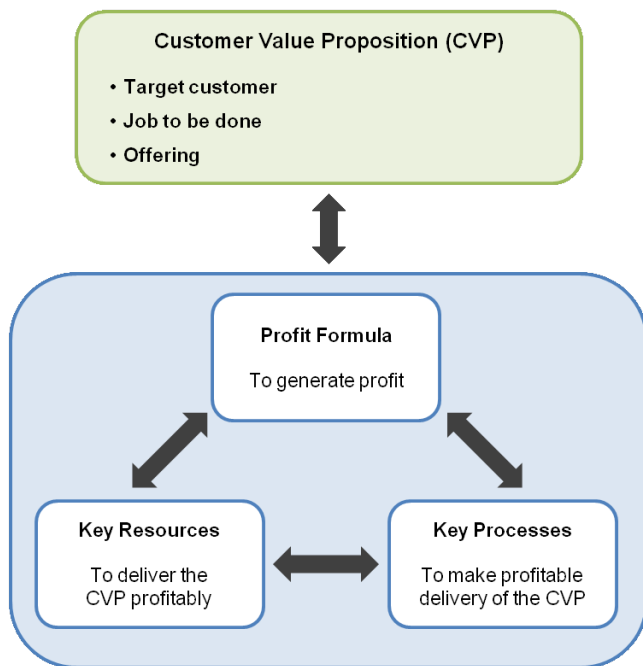 Customer Value Proposition (CVP)
• Target customer
• Job to be done
• Offering
Profit Formula
To generate profit
Key Resources
To deliver the
CVP profitably
Key Processes
To make profitable
delivery of the CVP